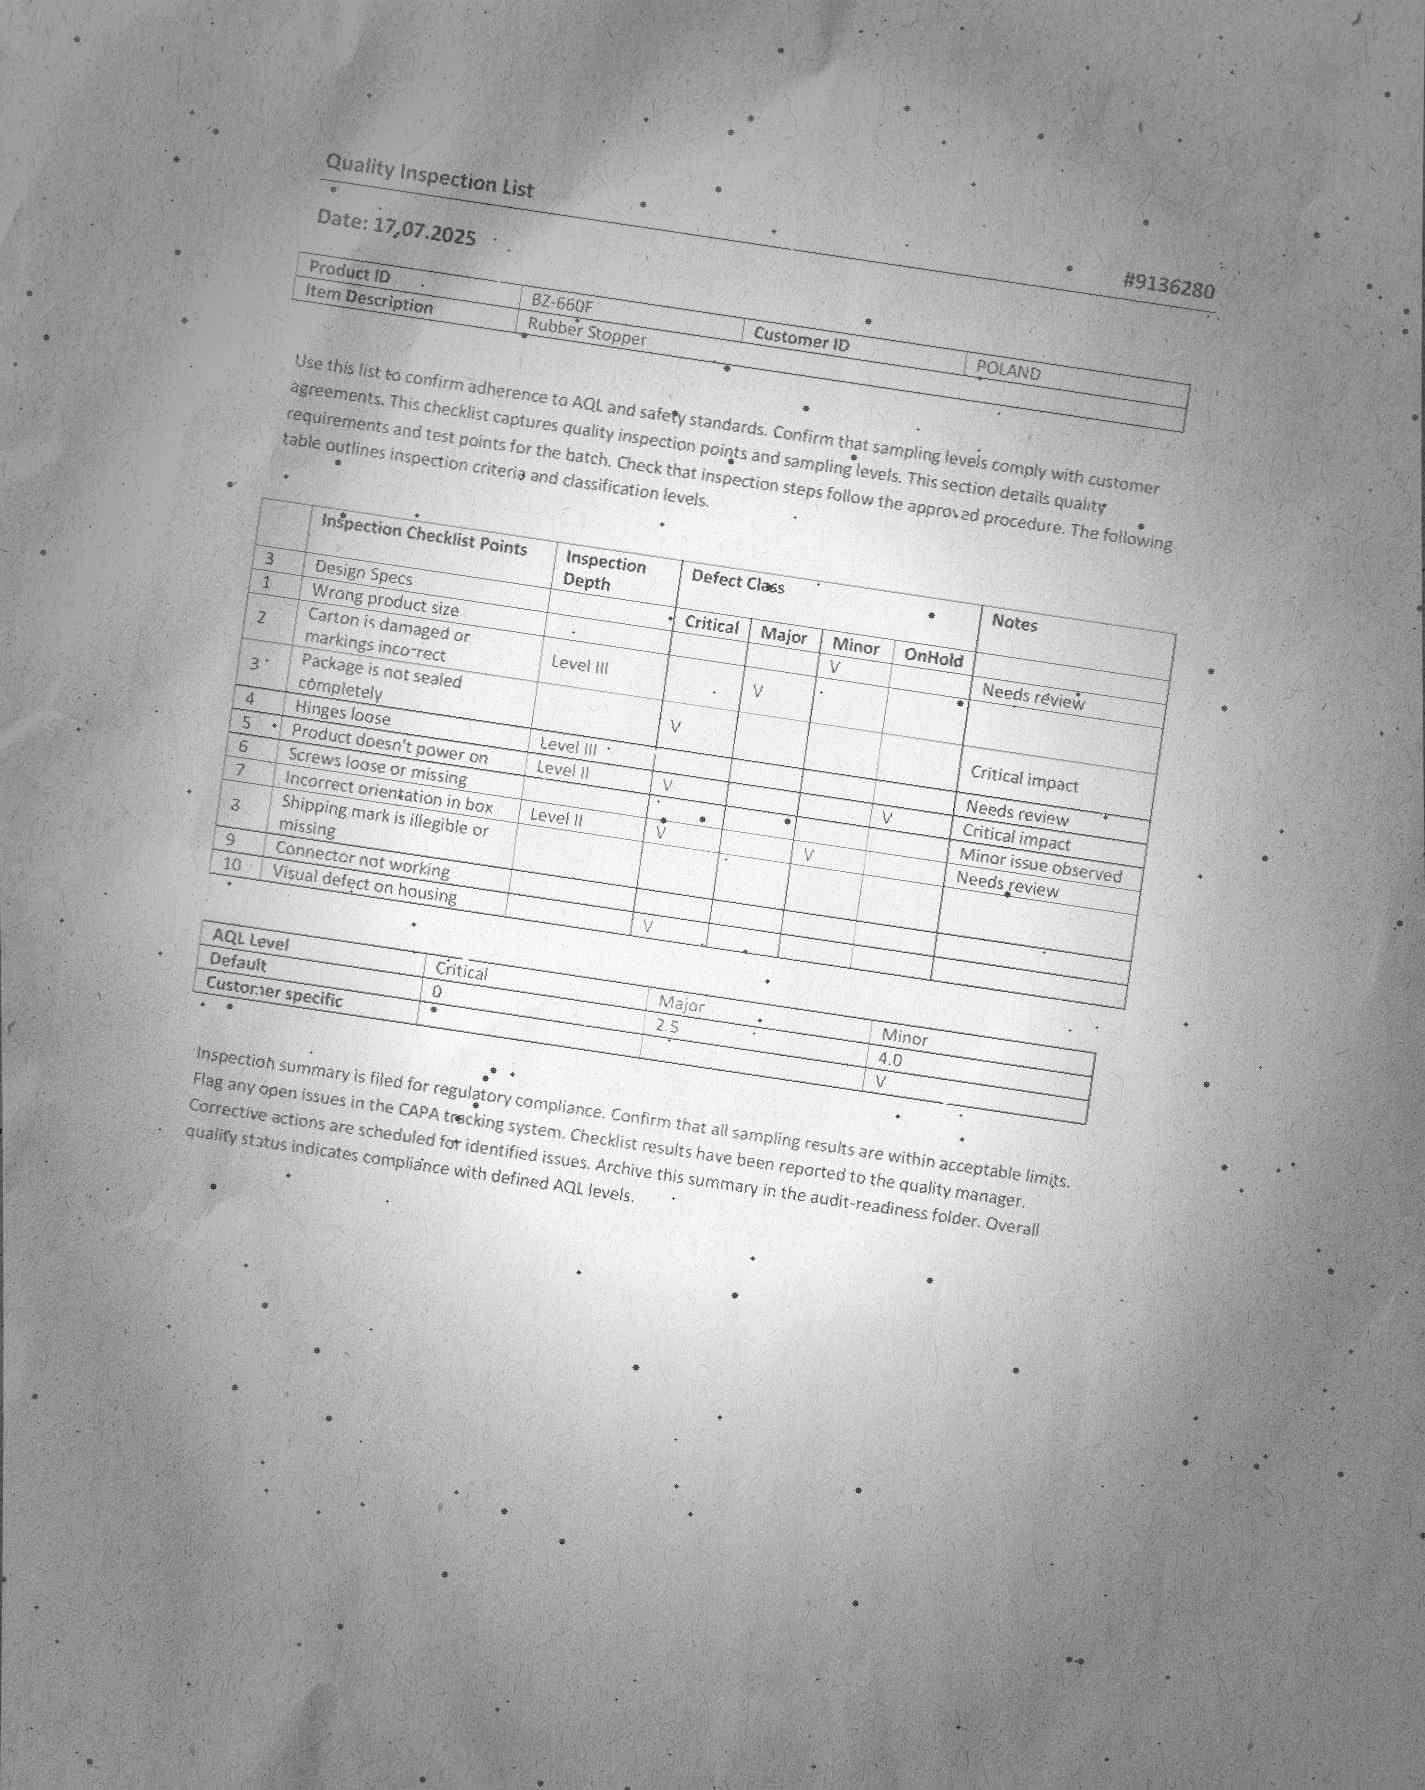 Quality Inspection List #9136280
Date: 17.07.2025
Product ID BZ-660F Customer ID POLAND
Item Description Rubber Stopper
Use this list to confirm adherence to AQL and safety standards. Confirm that sampling levels comply with customer
agreements. This checklist captures quality inspection points and sampling levels. This section details quality
requirements and test points for the batch. Check that inspection steps follow the approved procedure. The following
table outlines inspection criteria and classification levels.
Inspection Checklist Points Inspection Depth Defect Class Notes
3 Design Specs Critical Major Minor OnHold
1 Wrong product size V Needs review
2 Carton is damaged or
markings incorrect Level III V
3 Package is not sealed
completely V Critical impact
4 Hinges loose Level III Needs review
5 Product doesn't power on Level II V V Critical impact
6 Screws loose or missing Minor issue observed
7 Incorrect orientation in box Level II V V Needs review
8 Shipping mark is illegible or
missing
9 Connector not working
10 Visual defect on housing V
AQL Level Critical Major Minor
Default 0 2.5 4.0
Customer specific V
Inspection summary is filed for regulatory compliance. Confirm that all sampling results are within acceptable limits.
Flag any open issues in the CAPA tracking system. Checklist results have been reported to the quality manager.
Corrective actions are scheduled for identified issues. Archive this summary in the audit-readiness folder. Overall
quality status indicates compliance with defined AQL levels.